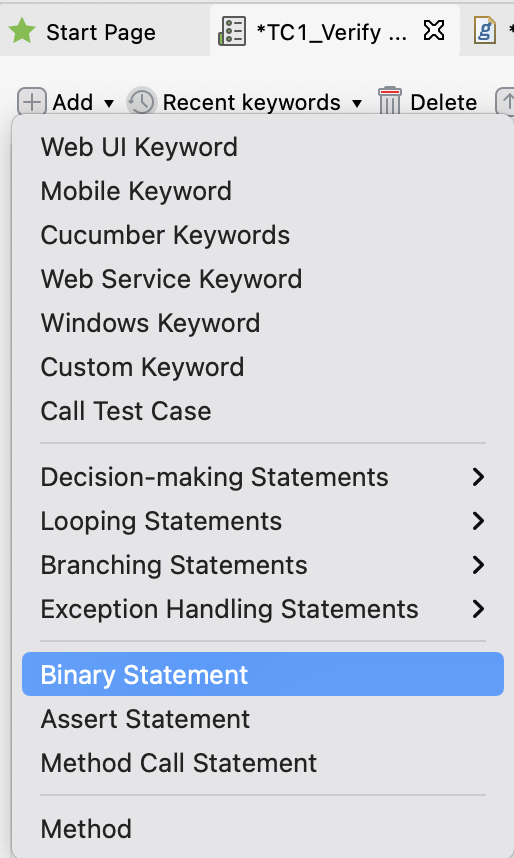 Start Page *TC1_Verify ... g *
Add Recent keywords Delete
Web UI Keyword
Mobile Keyword
Cucumber Keywords
Web Service Keyword
Windows Keyword
Custom Keyword
Call Test Case
Decision-making Statements
Looping Statements
Branching Statements
Exception Handling Statements
Binary Statement
Assert Statement
Method Call Statement
Method